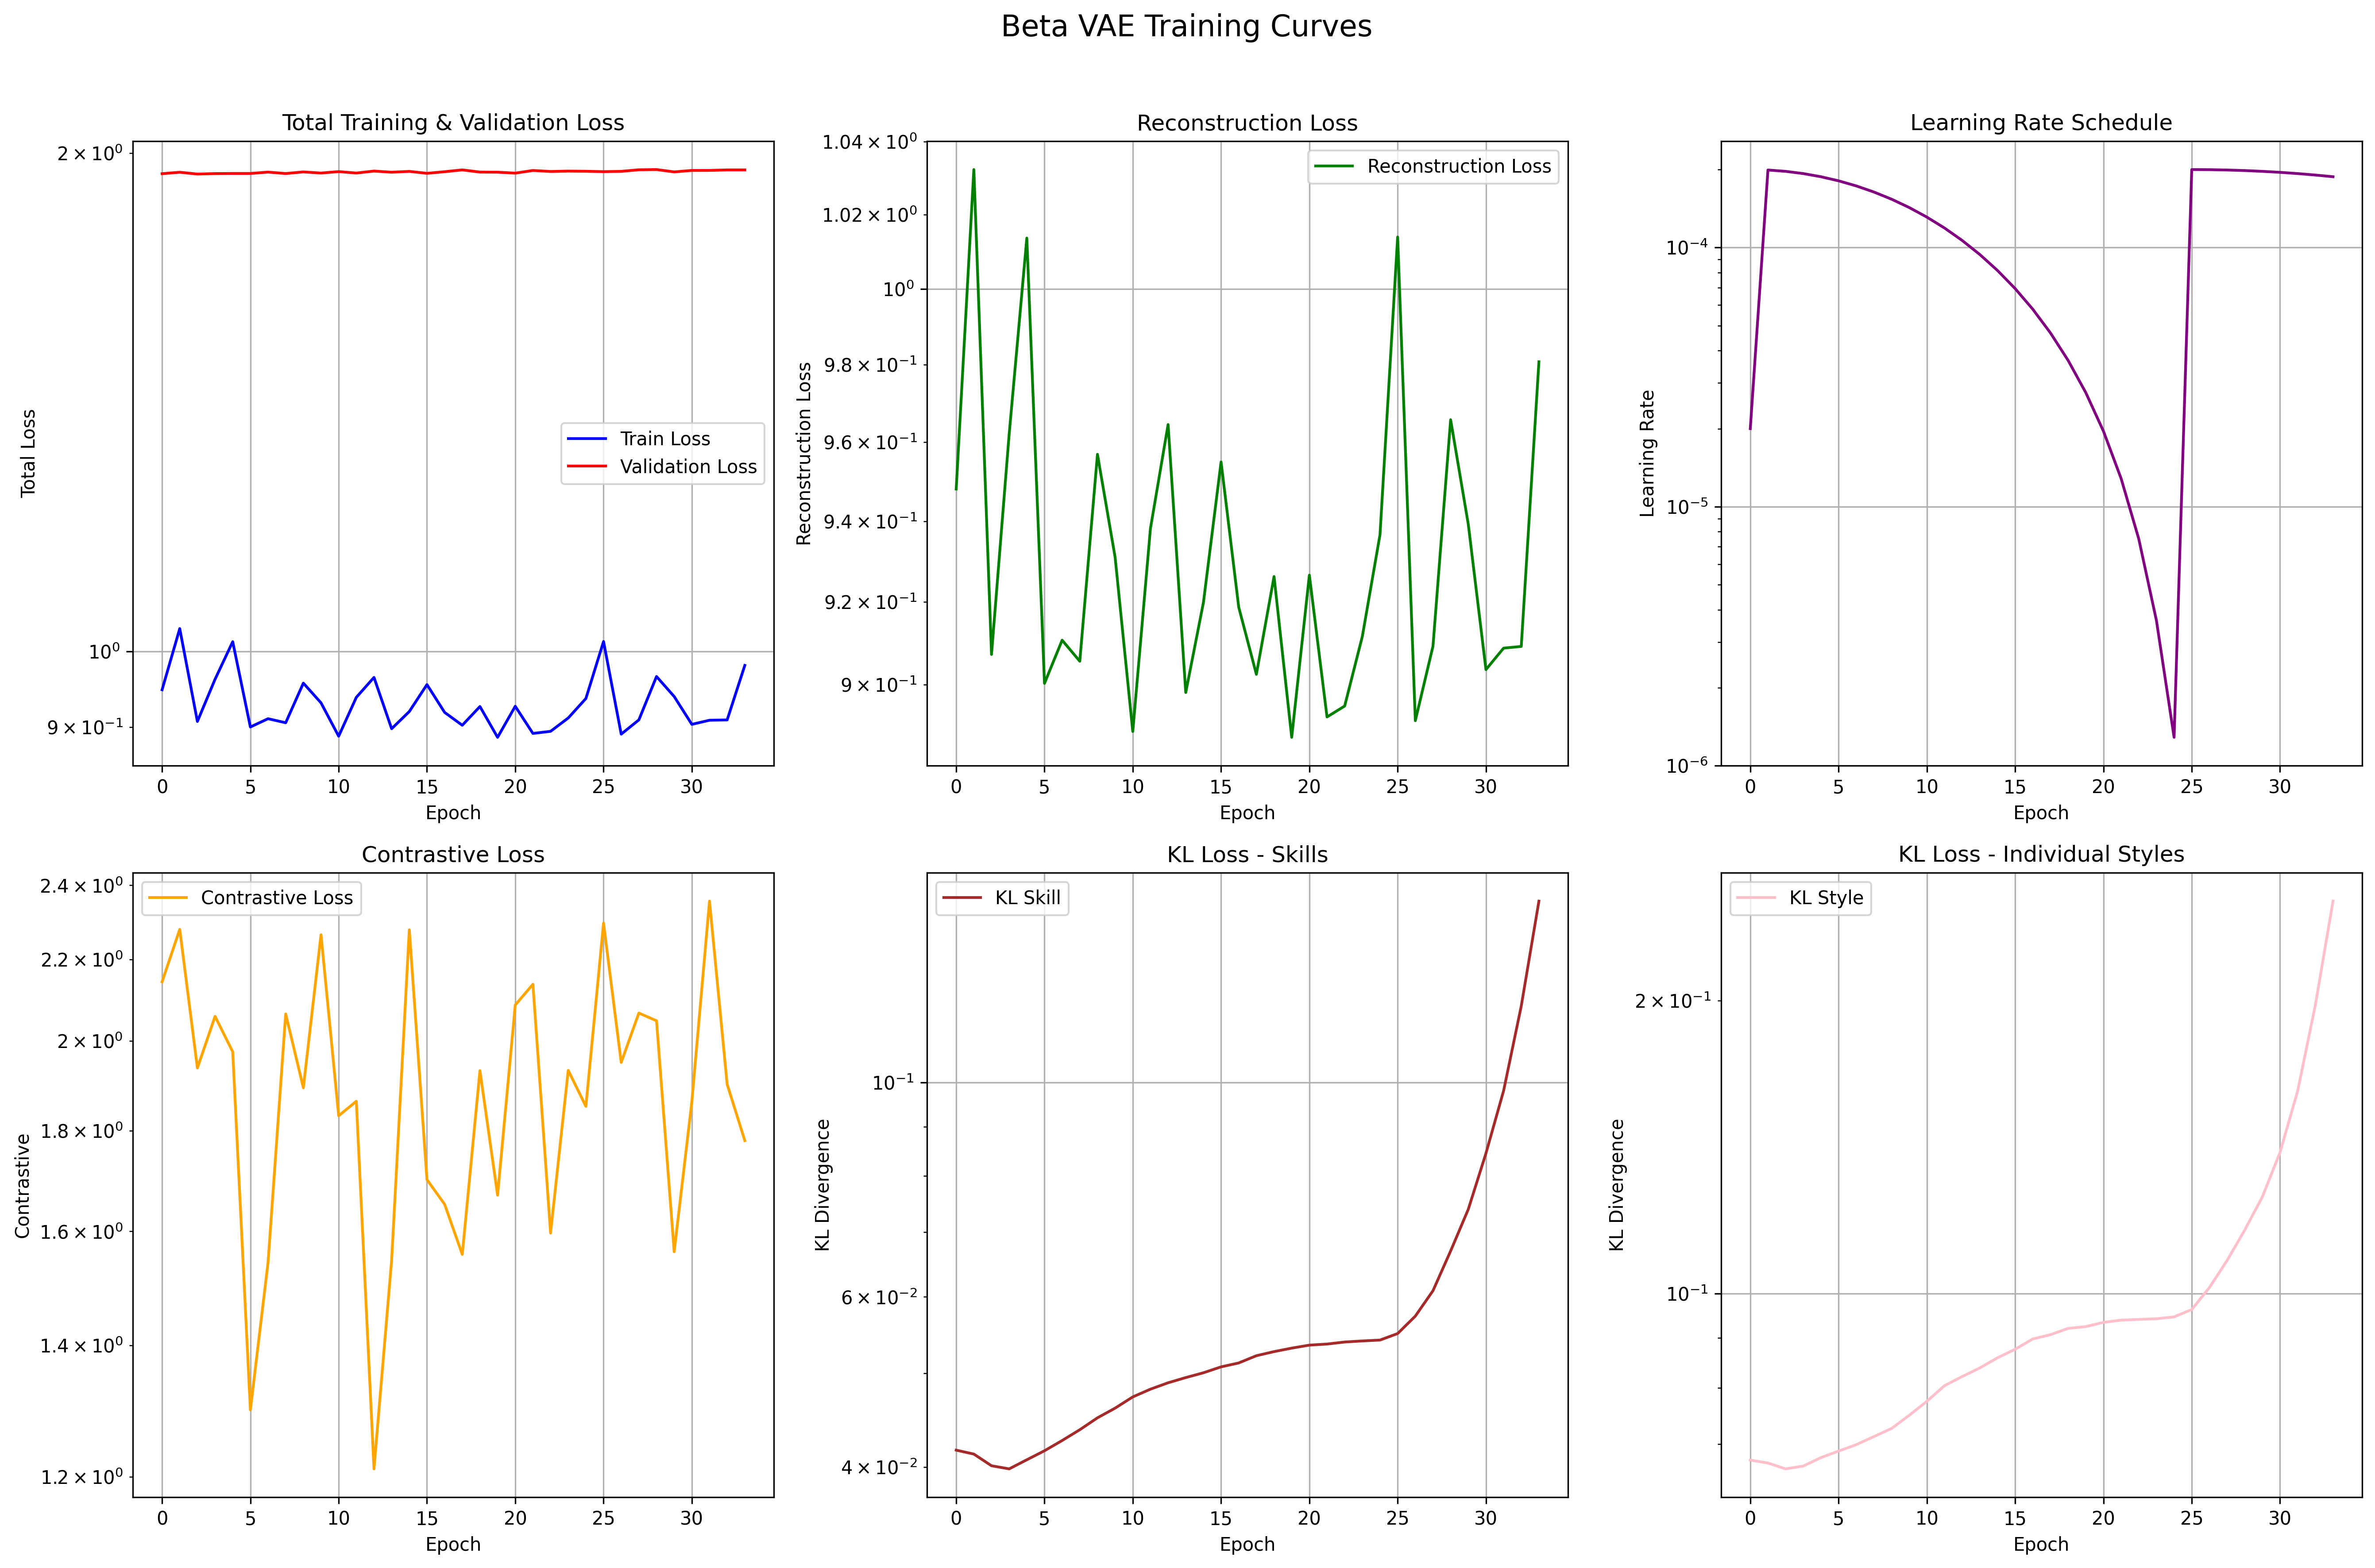 Beta VAE Training Curves
Total Training & Validation Loss
2 × 10⁰
10⁰
9 × 10⁻¹
Total Loss
Train Loss
Validation Loss
0 5 10 15 20 25 30
Epoch
Reconstruction Loss
1.04 × 10⁰
1.02 × 10⁰
10⁰
9.8 × 10⁻¹
9.6 × 10⁻¹
9.4 × 10⁻¹
9.2 × 10⁻¹
9 × 10⁻¹
Reconstruction Loss
Reconstruction Loss
0 5 10 15 20 25 30
Epoch
Learning Rate Schedule
10⁻⁴
10⁻⁵
10⁻⁶
Learning Rate
0 5 10 15 20 25 30
Epoch
Contrastive Loss
2.4 × 10⁰
2.2 × 10⁰
2 × 10⁰
1.8 × 10⁰
1.6 × 10⁰
1.4 × 10⁰
1.2 × 10⁰
Contrastive
Contrastive Loss
0 5 10 15 20 25 30
Epoch
KL Loss - Skills
10⁻¹
6 × 10⁻²
4 × 10⁻²
KL Divergence
KL Skill
0 5 10 15 20 25 30
Epoch
KL Loss - Individual Styles
2 × 10⁻¹
10⁻¹
KL Divergence
KL Style
0 5 10 15 20 25 30
Epoch